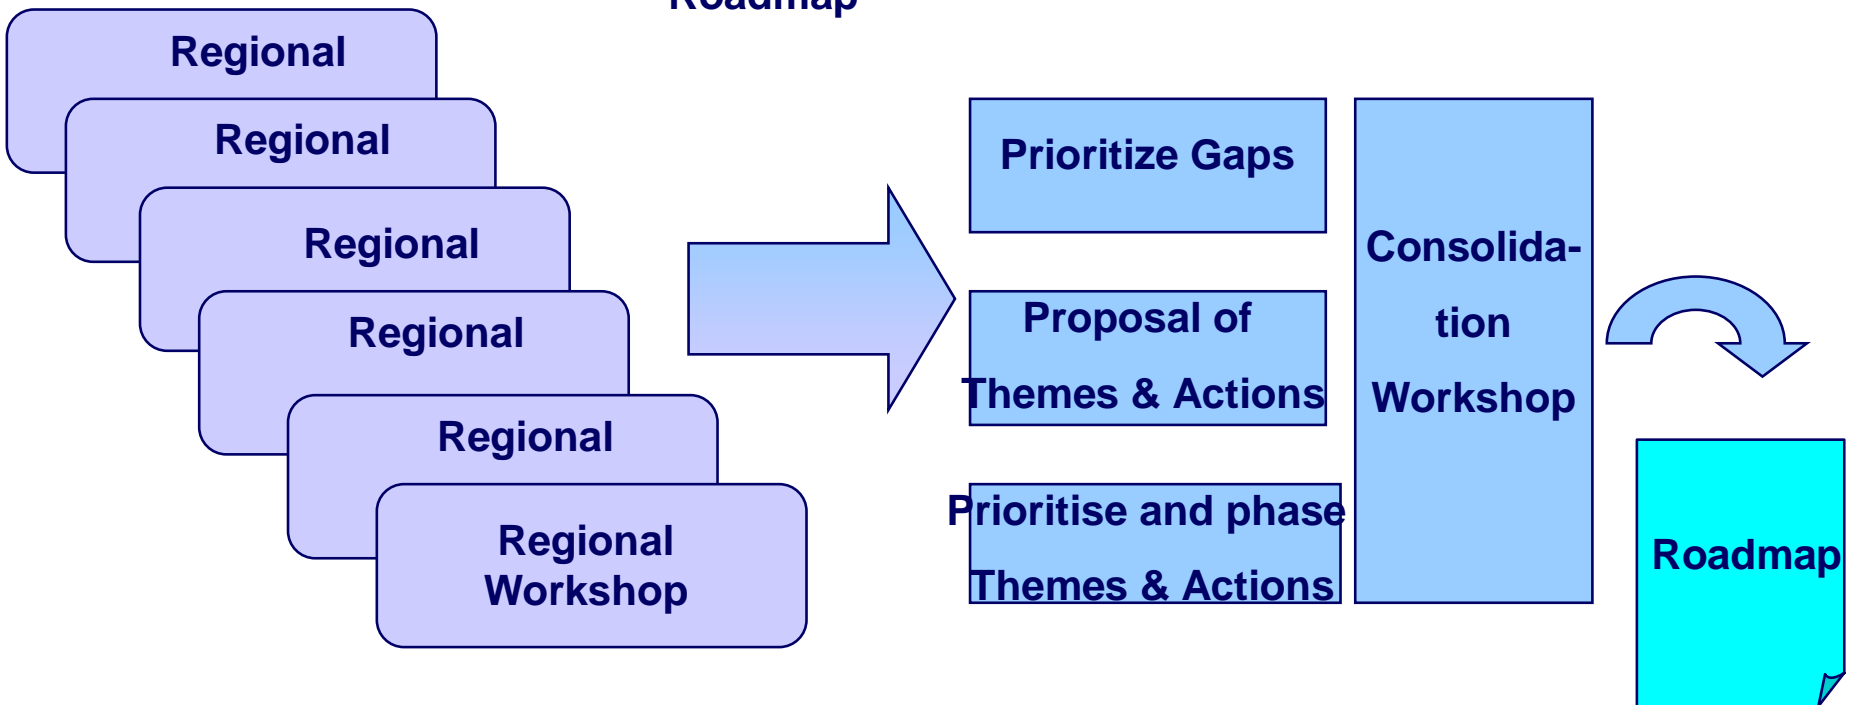 Roadmap
Regional
Regional
Regional
Regional
Regional
Regional
Workshop
Prioritize Gaps
Proposal of
Themes & Actions
Prioritise and phase
Themes & Actions
Consolida-
tion
Workshop
Roadmap